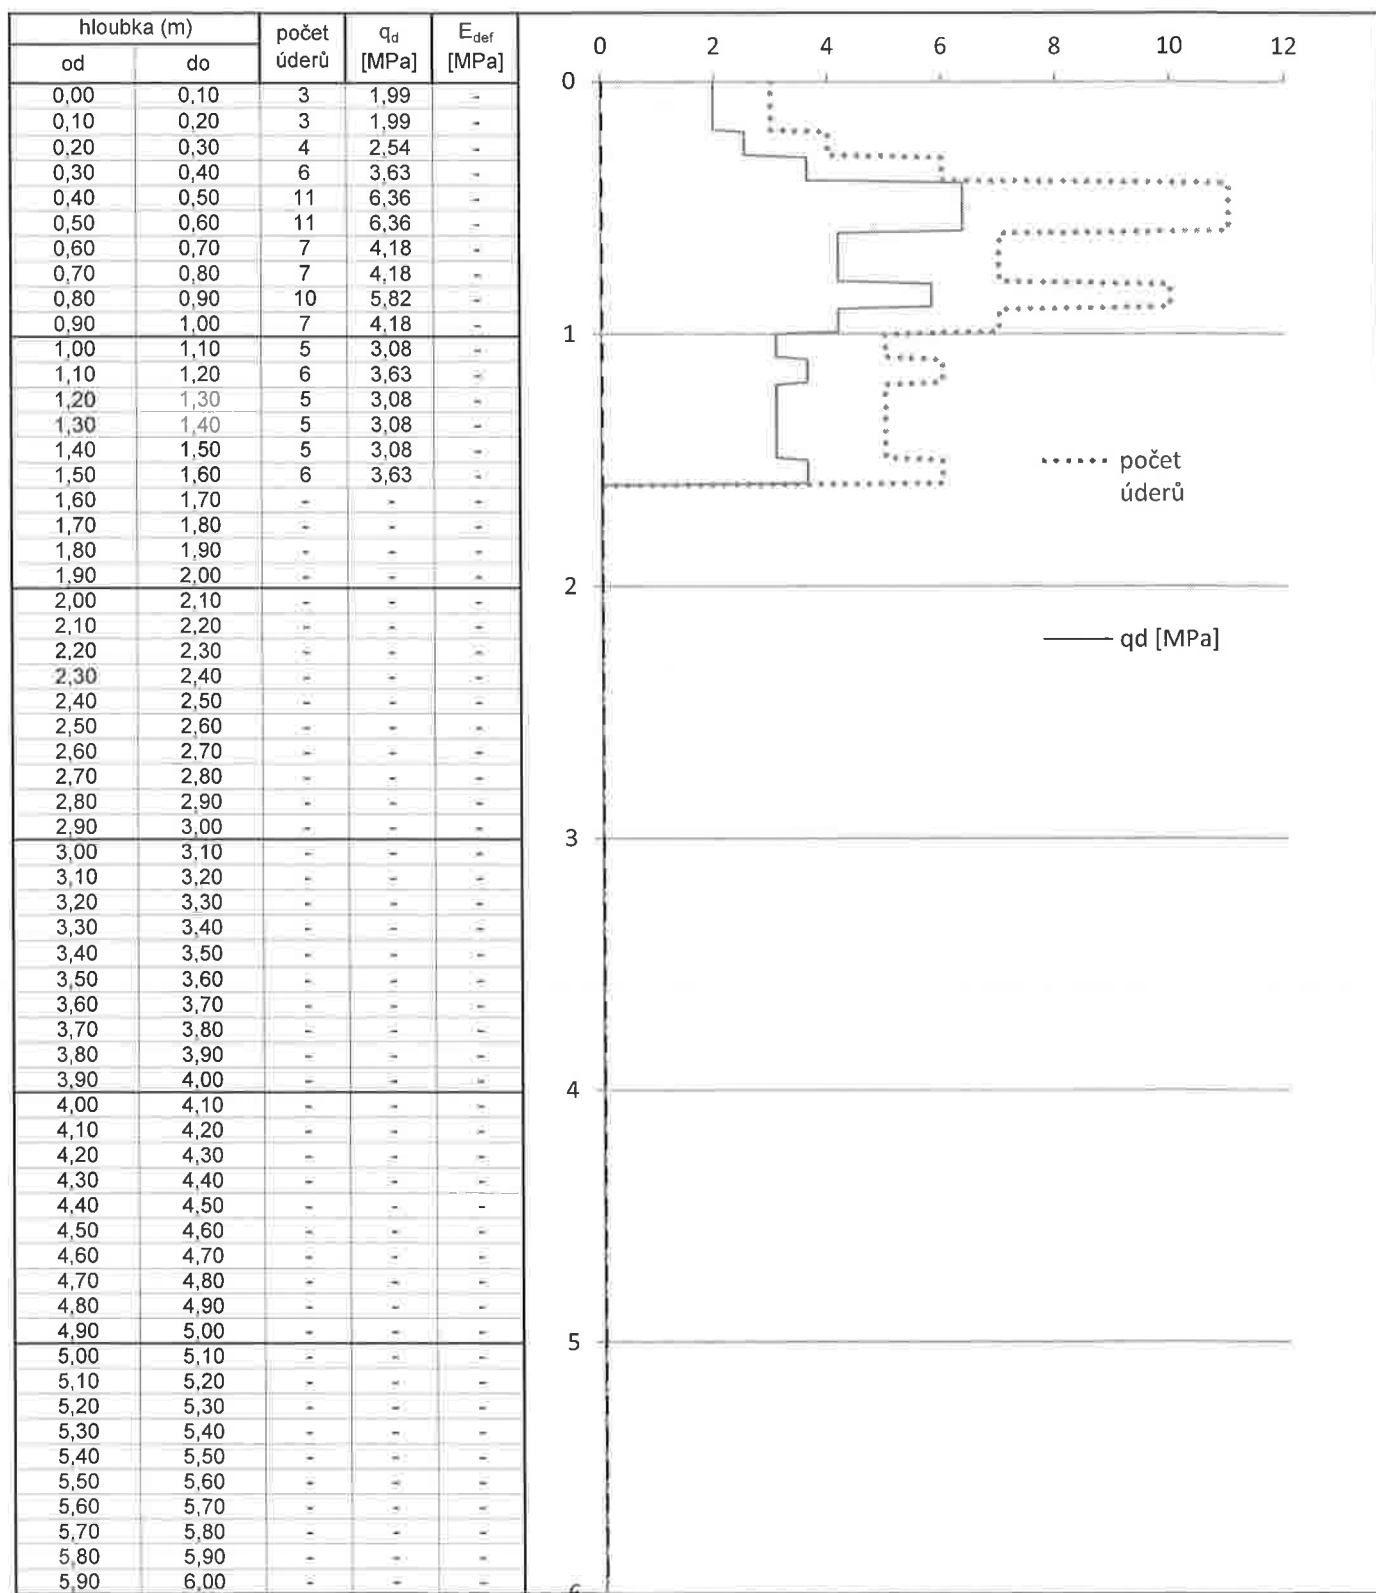 hloubka (m) počet úderů qd [MPa] Edef [MPa]
od do
0,00 0,10 3 1,99 -
0,10 0,20 3 1,99 -
0,20 0,30 4 2,54 -
0,30 0,40 6 3,63 -
0,40 0,50 11 6,36 -
0,50 0,60 11 6,36 -
0,60 0,70 7 4,18 -
0,70 0,80 7 4,18 -
0,80 0,90 10 5,82 -
0,90 1,00 7 4,18 -
1,00 1,10 5 3,08 -
1,10 1,20 6 3,63 -
1,20 1,30 5 3,08 -
1,30 1,40 5 3,08 -
1,40 1,50 5 3,08 -
1,50 1,60 6 3,63 -
1,60 1,70 - - -
1,70 1,80 - - -
1,80 1,90 - - -
1,90 2,00 - - -
2,00 2,10 - - -
2,10 2,20 - - -
2,20 2,30 - - -
2,30 2,40 - - -
2,40 2,50 - - -
2,50 2,60 - - -
2,60 2,70 - - -
2,70 2,80 - - -
2,80 2,90 - - -
2,90 3,00 - - -
3,00 3,10 - - -
3,10 3,20 - - -
3,20 3,30 - - -
3,30 3,40 - - -
3,40 3,50 - - -
3,50 3,60 - - -
3,60 3,70 - - -
3,70 3,80 - - -
3,80 3,90 - - -
3,90 4,00 - - -
4,00 4,10 - - -
4,10 4,20 - - -
4,20 4,30 - - -
4,30 4,40 - - -
4,40 4,50 - - -
4,50 4,60 - - -
4,60 4,70 - - -
4,70 4,80 - - -
4,80 4,90 - - -
4,90 5,00 - - -
5,00 5,10 - - -
5,10 5,20 - - -
5,20 5,30 - - -
5,30 5,40 - - -
5,40 5,50 - - -
5,50 5,60 - - -
5,60 5,70 - - -
5,70 5,80 - - -
5,80 5,90 - - -
5,90 6,00 - - -
0 2 4 6 8 10 12
0
1
počet
úderů
2
qd [MPa]
3
4
5
6